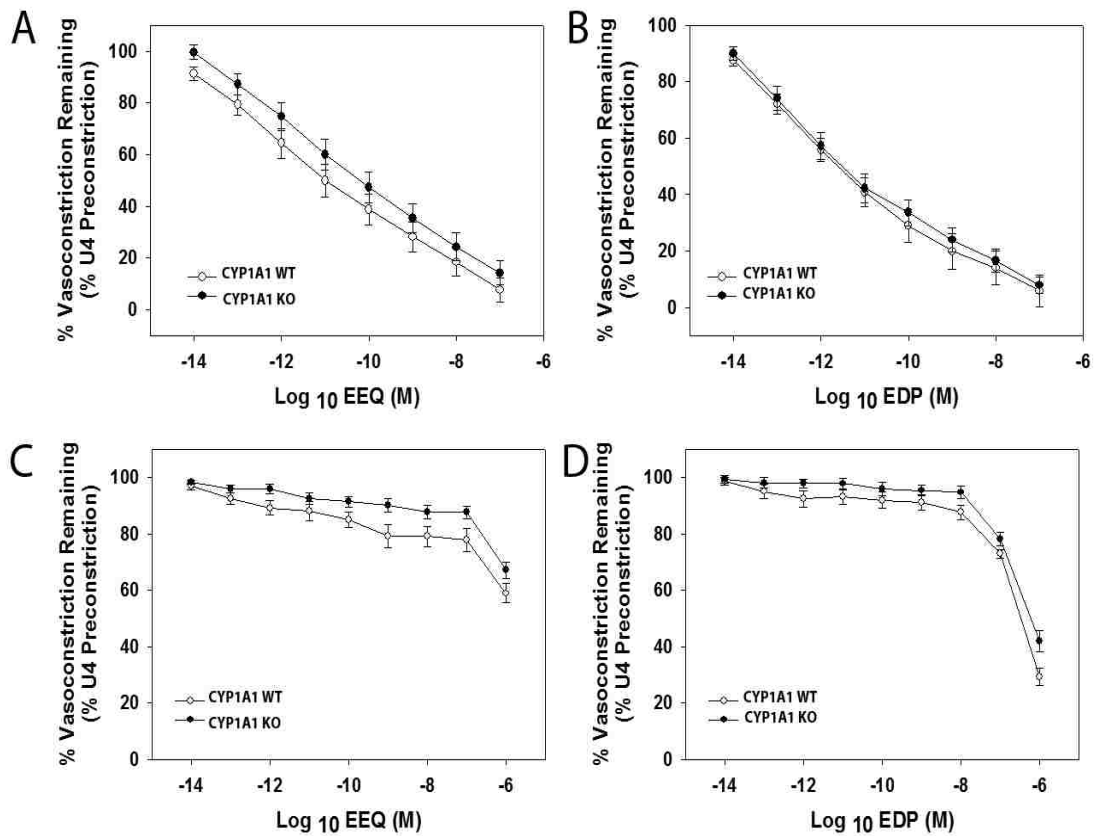 A
% Vasoconstriction Remaining
(% U4 Preconstriction)
100
80
60
40
20
0
CYP1A1 WT
CYP1A1 KO
-14
-12
-10
-8
-6
Log 10 EEQ (M)
B
% Vasoconstriction Remaining
(% U4 Preconstriction)
100
80
60
40
20
0
CYP1A1 WT
CYP1A1 KO
-14
-12
-10
-8
-6
Log 10 EDP (M)
C
% Vasoconstriction Remaining
(% U4 Preconstriction)
100
80
60
40
20
0
CYP1A1 WT
CYP1A1 KO
-14
-12
-10
-8
-6
Log 10 EEQ (M)
D
% Vasoconstriction Remaining
(% U4 Preconstriction)
100
80
60
40
20
0
CYP1A1 WT
CYP1A1 KO
-14
-12
-10
-8
-6
Log 10 EDP (M)